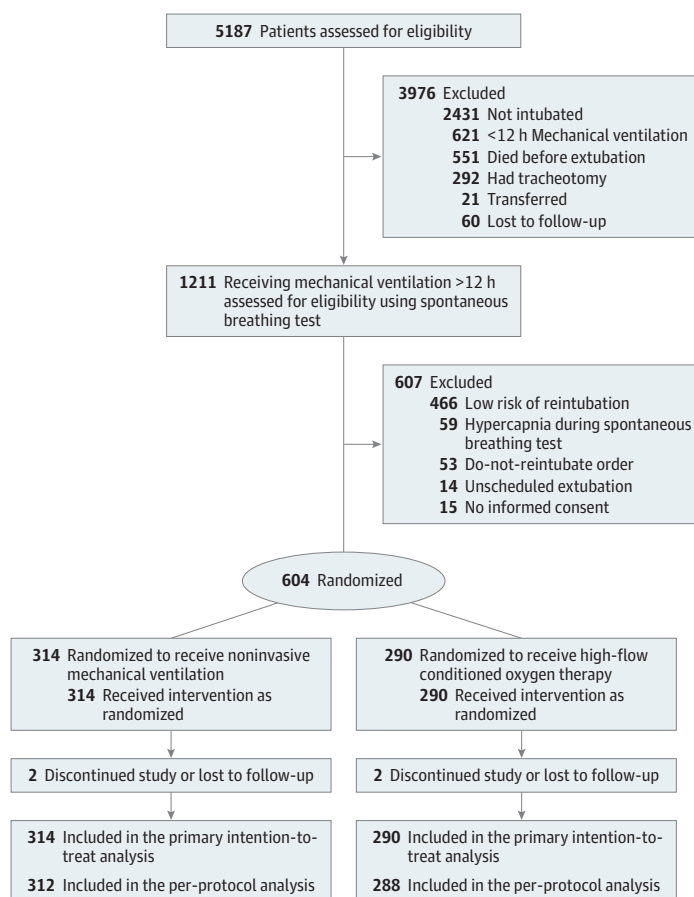 5187 Patients assessed for eligibility
3976 Excluded
2431 Not intubated
621 <12 h Mechanical ventilation
551 Died before extubation
292 Had tracheotomy
21 Transferred
60 Lost to follow-up
1211 Receiving mechanical ventilation >12 h
assessed for eligibility using spontaneous
breathing test
607 Excluded
466 Low risk of reintubation
59 Hypercapnia during spontaneous
breathing test
53 Do-not-reintubate order
14 Unscheduled extubation
15 No informed consent
604 Randomized
314 Randomized to receive noninvasive
mechanical ventilation
314 Received intervention as
randomized
290 Randomized to receive high-flow
conditioned oxygen therapy
290 Received intervention as
randomized
2 Discontinued study or lost to follow-up
2 Discontinued study or lost to follow-up
314 Included in the primary intention-to-
treat analysis
312 Included in the per-protocol analysis
290 Included in the primary intention-to-
treat analysis
288 Included in the per-protocol analysis